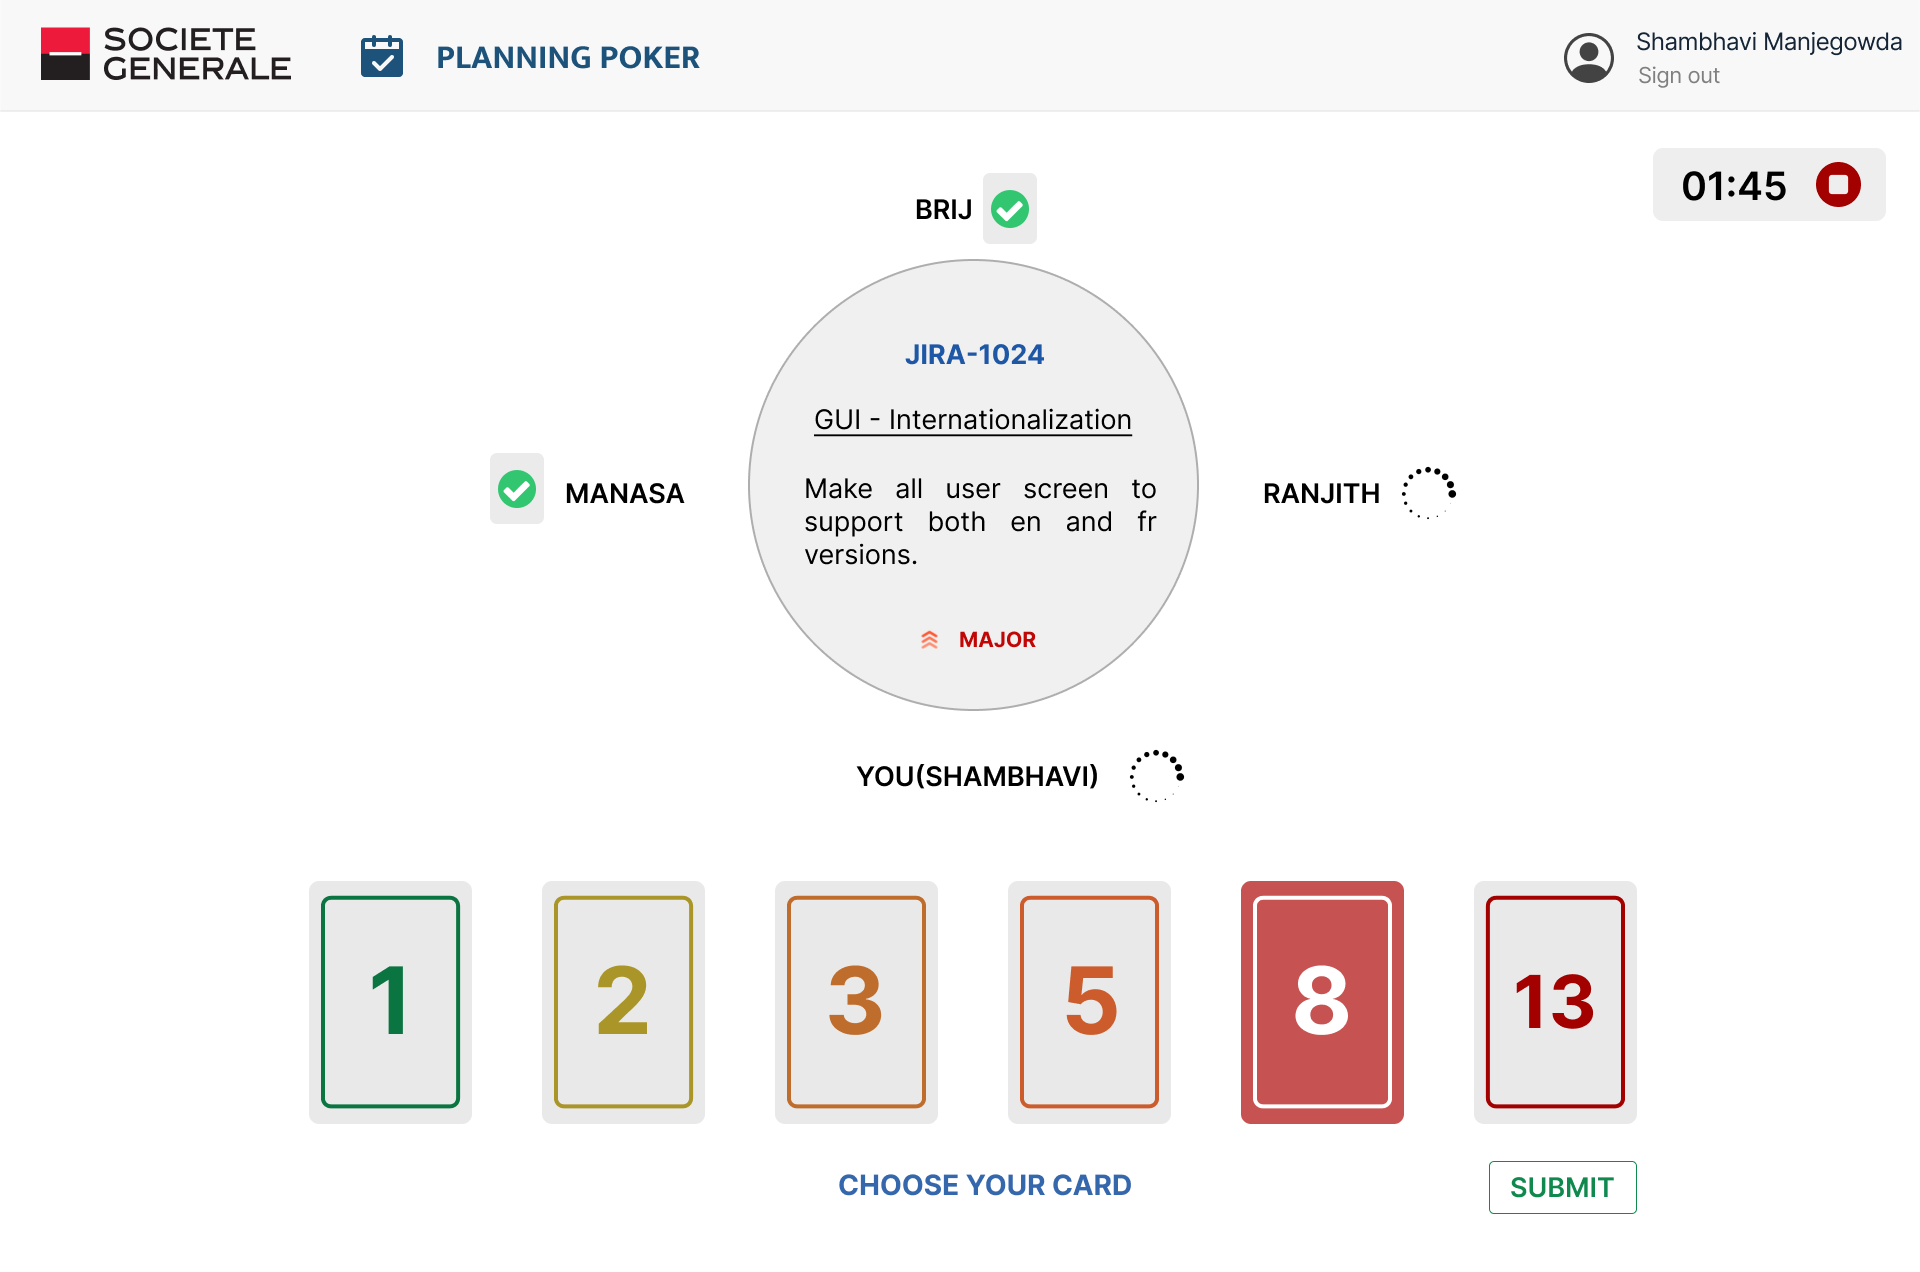 SOCIETE
GENERALE
PLANNING POKER
Shambhavi Manjegowda
Sign out
01:45
BRIJ
JIRA-1024
GUI - Internationalization
MANASA
Make all user screen to
support both en and fr
versions.
RANJITH
MAJOR
YOU(SHAMBHAVI)
1 2 3 5 8 13
CHOOSE YOUR CARD
SUBMIT